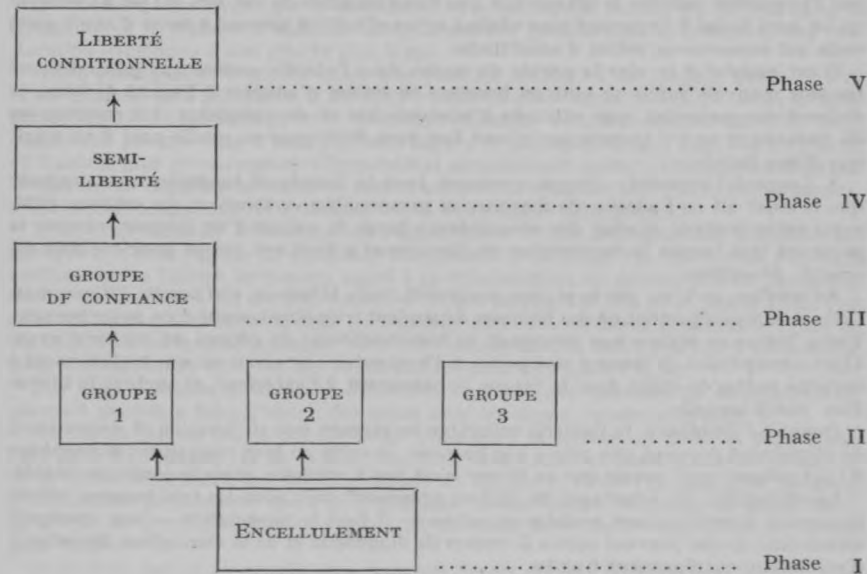 LIBERTÉ
CONDITIONNELLE
Phase V
SEMI-
LIBERTÉ
Phase IV
GROUPE
DF CONFIANCE
Phase III
GROUPE
1
GROUPE
2
GROUPE
3
Phase II
ENCELLULEMENT
Phase I